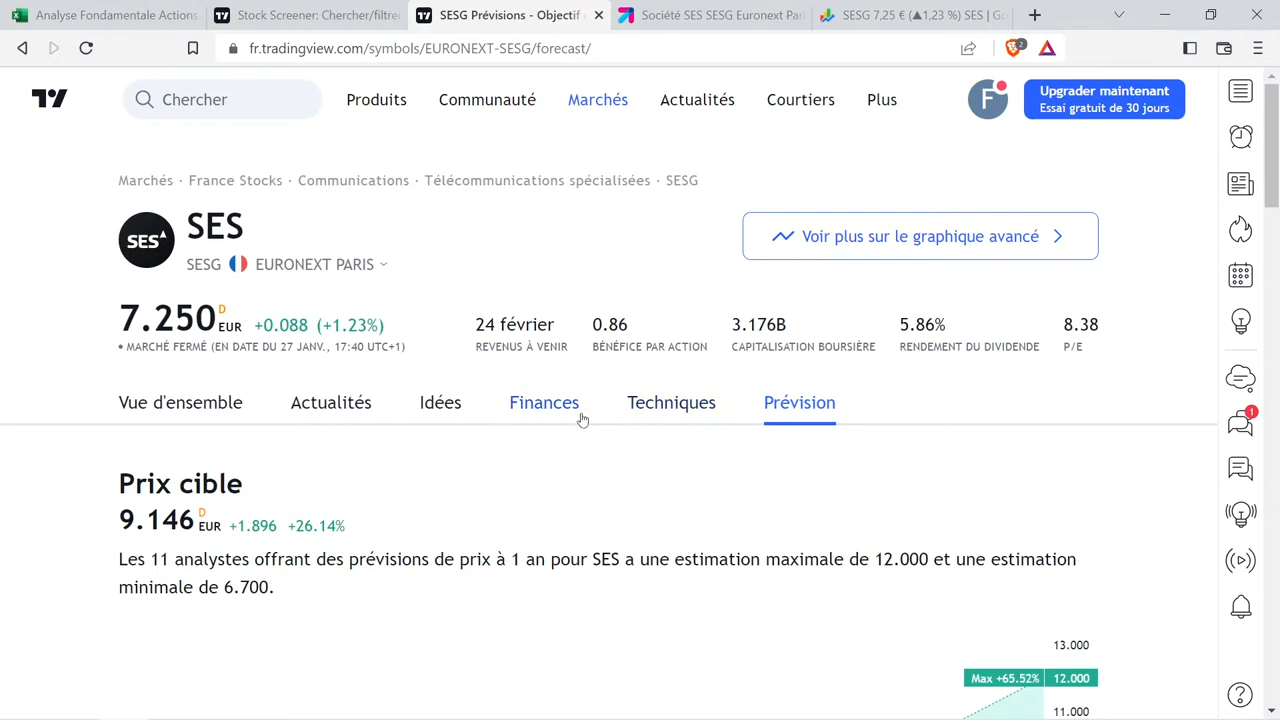 Analyse Fondamentale Actions
Stock Screener: Chercher filtrer
SESG Prévisions - Objectif
Société SES SESG Euronext Pari
SESG 7,25 € (▲1,23 %) SES | Go
fr.tradingview.com/symbols/EURONEXT-SESG/forecast/
2
Chercher
Produits
Communauté
Marchés
Actualités
Courtiers
Plus
F
Upgrader maintenant
Essai gratuit de 30 jours
Marchés · France Stocks · Communications · Télécommunications spécialisées · SESG
SES
SES
SESG EURONEXT PARIS
Voir plus sur le graphique avancé
7.250 D EUR +0.088 (+1.23%)
• MARCHÉ FERMÉ (EN DATE DU 27 JANV., 17:40 UTC+1)
24 février
REVENUS À VENIR
0.86
BÉNÉFICE PAR ACTION
3.176B
CAPITALISATION BOURSIÈRE
5.86%
RENDEMENT DU DIVIDENDE
8.38
P/E
Vue d'ensemble
Actualités
Idées
Finances
Techniques
Prévision
1
Prix cible
9.146 D EUR +1.896 +26.14%
Les 11 analystes offrant des prévisions de prix à 1 an pour SES a une estimation maximale de 12.000 et une estimation
minimale de 6.700.
13.000
Max +65.52% 12.000
11.000